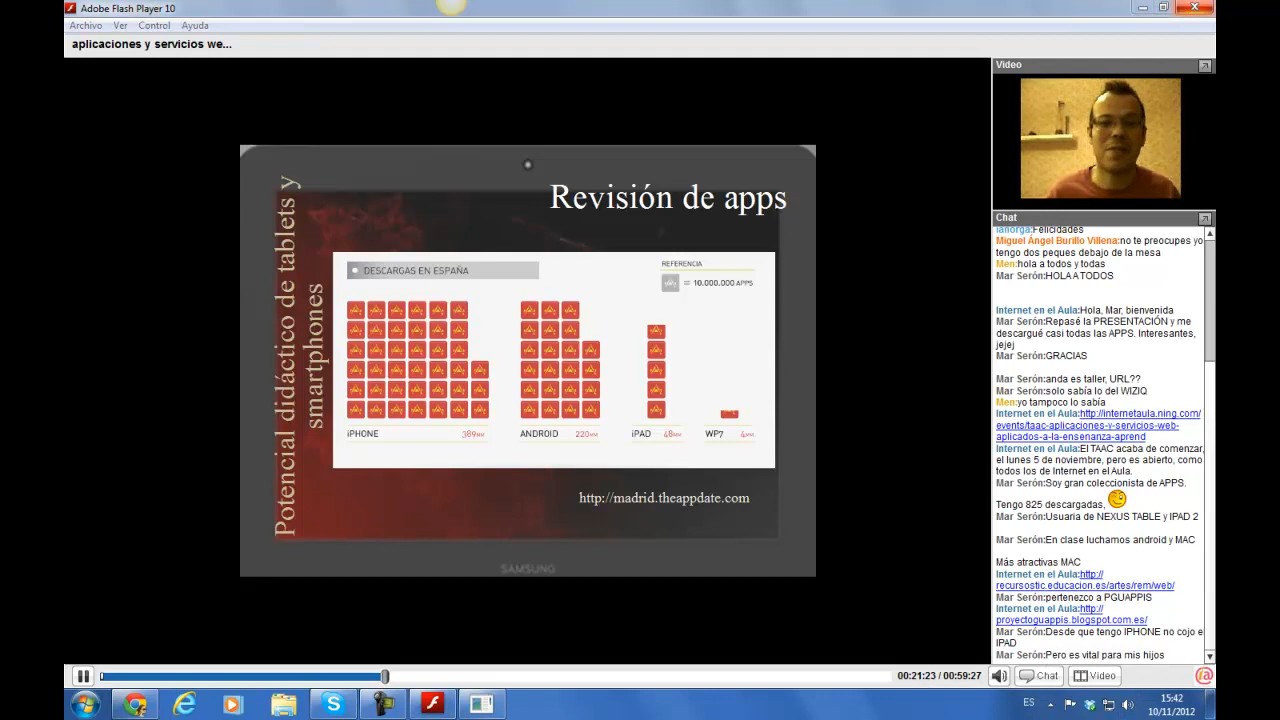 Adobe Flash Player 10
Archivo Ver Control Ayuda
aplicaciones y servicios we...
Revisión de apps
Potencial didáctico de tablets y
smartphones
DESCARGAS EN ESPAÑA
REFERENCIA
= 10.000.000 APPS
iPHONE 389MM
ANDROID 220MM
iPAD 48MM
WP7 4MM
http://madrid.theappdate.com
SAMSUNG
Video
Chat
lahorga:Felicidades
Miguel Ángel Burillo Villena:no te preocupes yo
tengo dos peques debajo de la mesa
Men:hola a todos y todas
Mar Serón:HOLA A TODOS
Internet en el Aula:Hola, Mar, bienvenida
Mar Serón:Repasé la PRESENTACIÓN y me
descargué casi todas las APPS. Interesantes,
jejej
Mar Serón:GRACIAS
Mar Serón:anda es taller, URL??
Mar Serón:solo sabía lo del WIZIQ
Men:yo tampoco lo sabía
Internet en el Aula:http://internetaula.ning.com/
events/taac-aplicaciones-y-servicios-web-
aplicados-a-la-ensenanza-aprend
Internet en el Aula:El TAAC acaba de comenzar,
el lunes 5 de noviembre, pero es abierto, como
todos los de Internet en el Aula.
Mar Serón:Soy gran coleccionista de APPS.
Tengo 825 descargadas,
Mar Serón:Usuaria de NEXUS TABLE y IPAD 2
Mar Serón:En clase luchamos android y MAC
Más atractivas MAC
Internet en el Aula:http://
recursostic.educacion.es/artes/rem/web/
Mar Serón:pertenezco a PGUAPPIS
Internet en el Aula:http://
proyectoguappis.blogspot.com.es/
Mar Serón:Desde que tengo IPHONE no cojo e
IPAD
Mar Serón:Pero es vital para mis hijos
00:21:23 / 00:59:27
Chat
Video
ES
15:42
10/11/2012